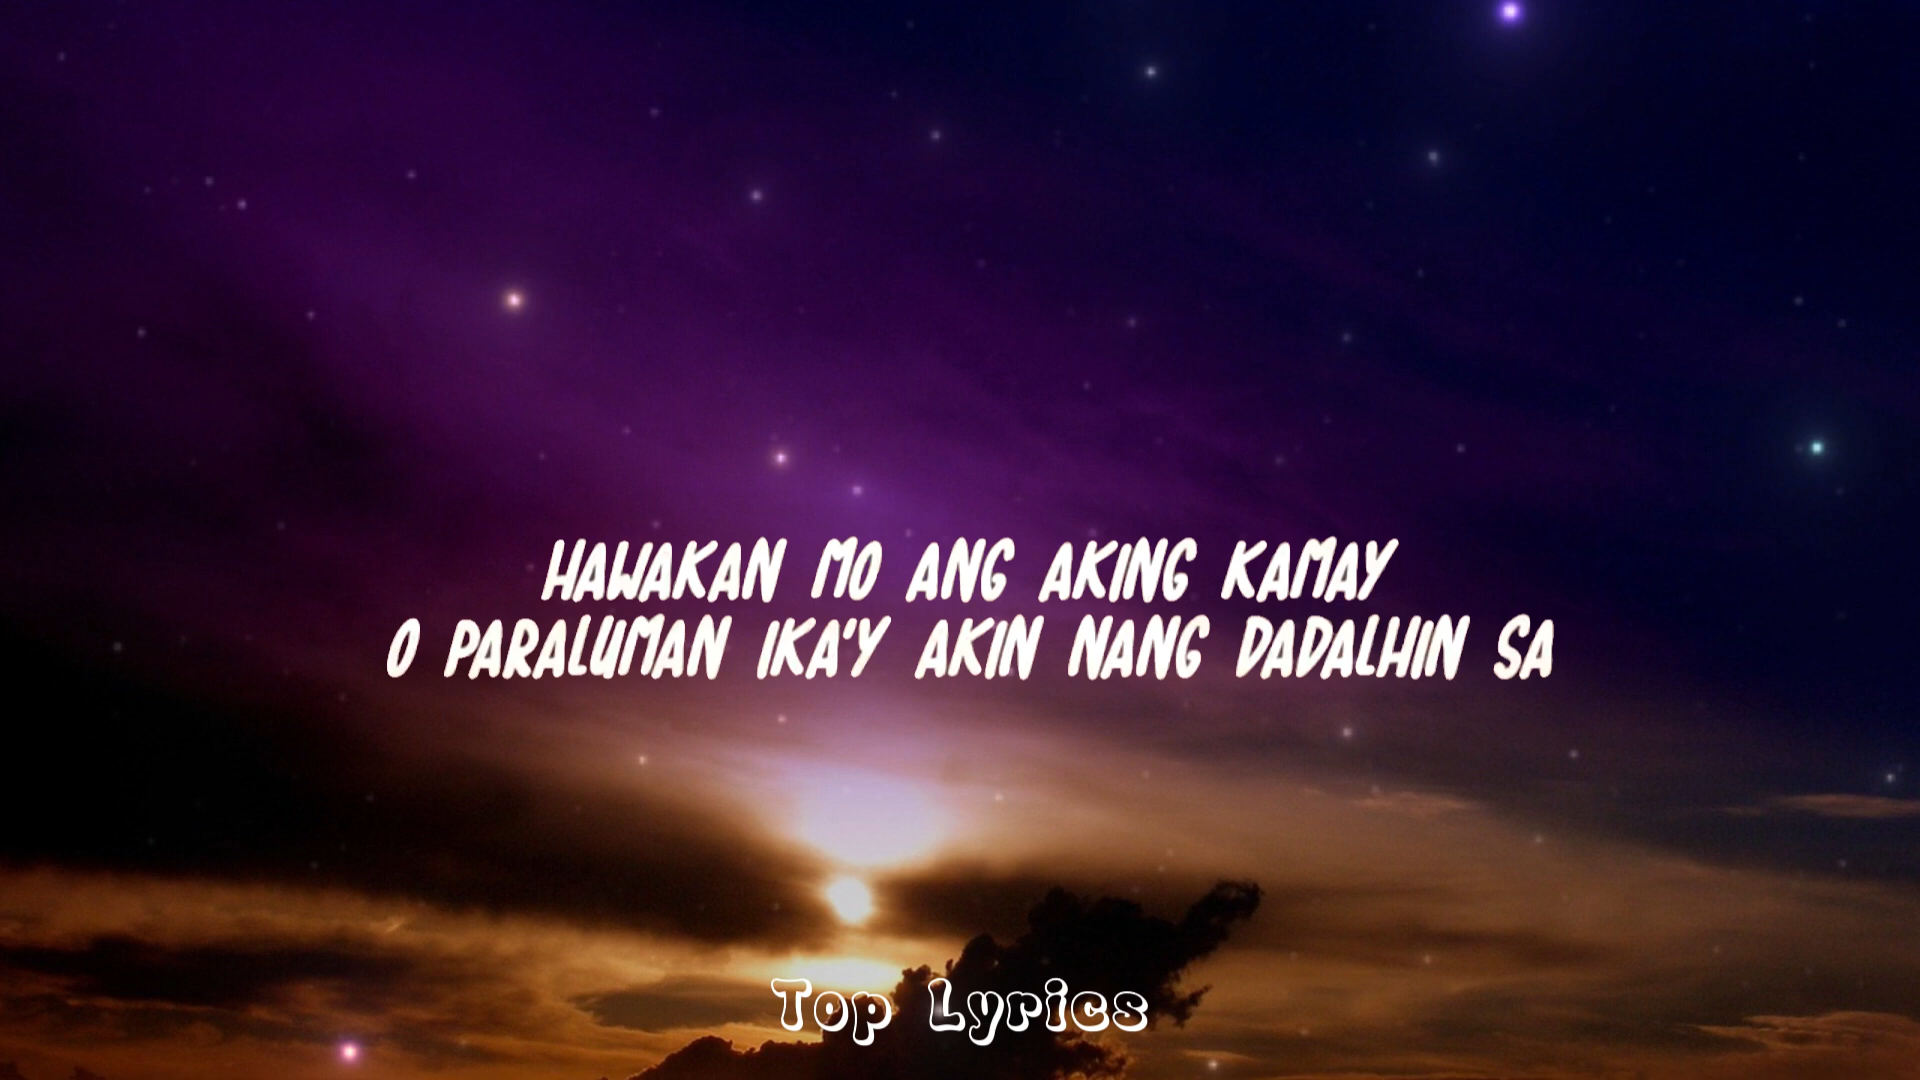 HAWAKAN MO ANG AKING KAMAY
O PARALUMAN IKA'Y AKIN NANG DADALHIN SA
Top Lyrics